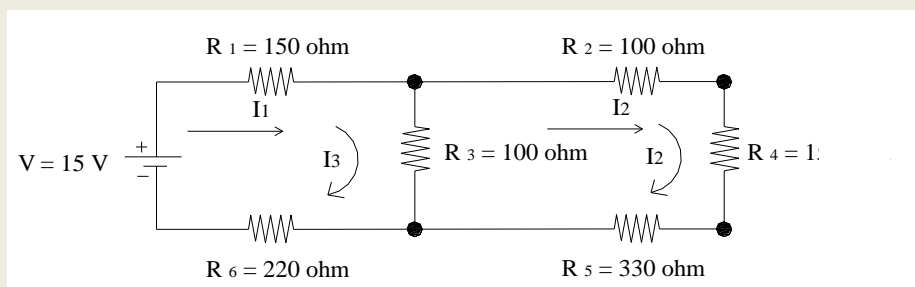 R 1 = 150 ohm
R 2 = 100 ohm
I1
I2
+
V = 15 V
-
I3
R 3 = 100 ohm
I2
R 4 =
R 6 = 220 ohm
R 5 = 330 ohm